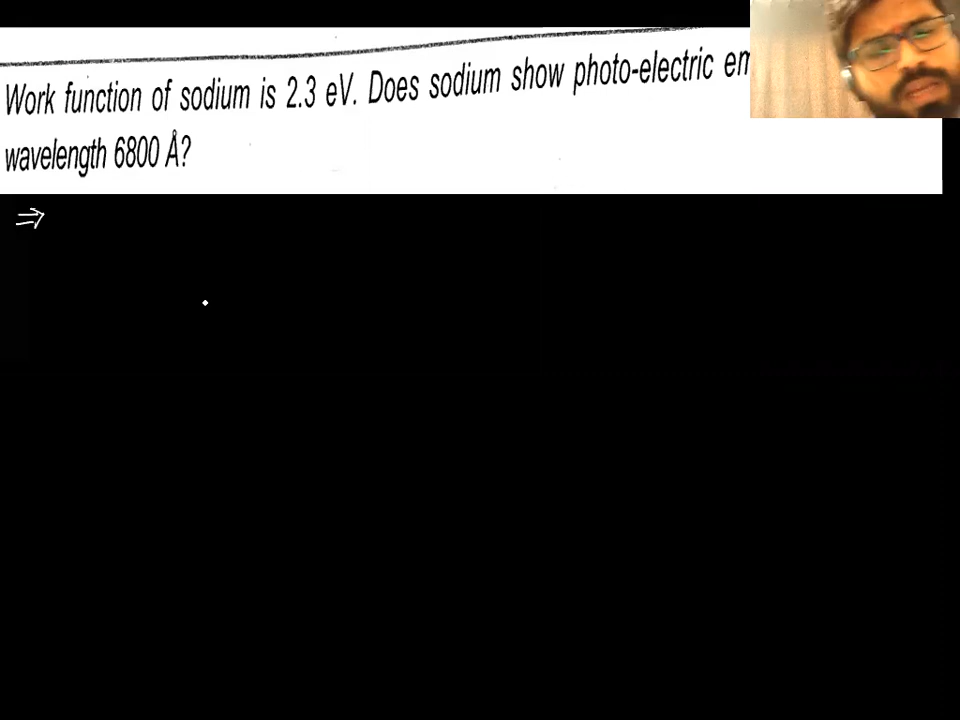 Work function of sodium is 2.3 eV. Does sodium show photo-electric
wavelength 6800 Å?
⇒